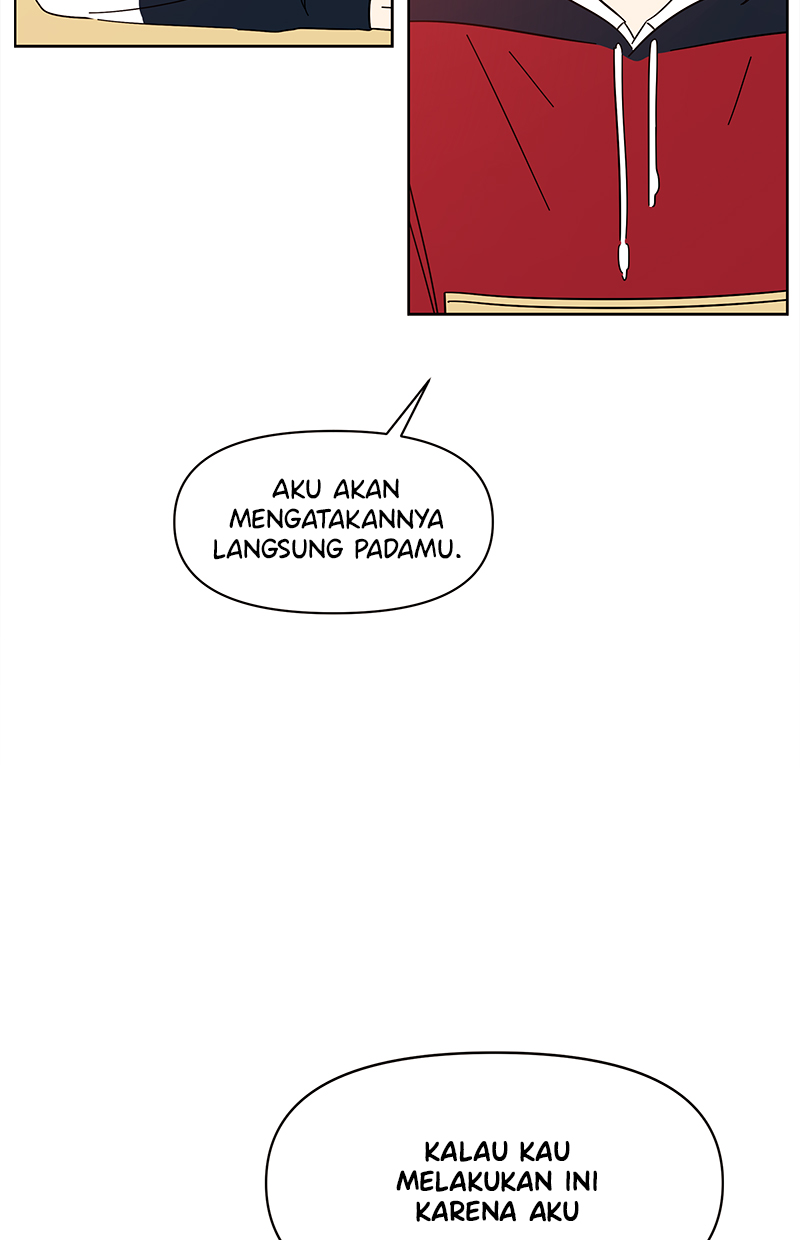 AKU AKAN
MENGATAKANNYA
LANGSUNG PADAMU.
KALAU KAU
MELAKUKAN INI
KARENA AKU